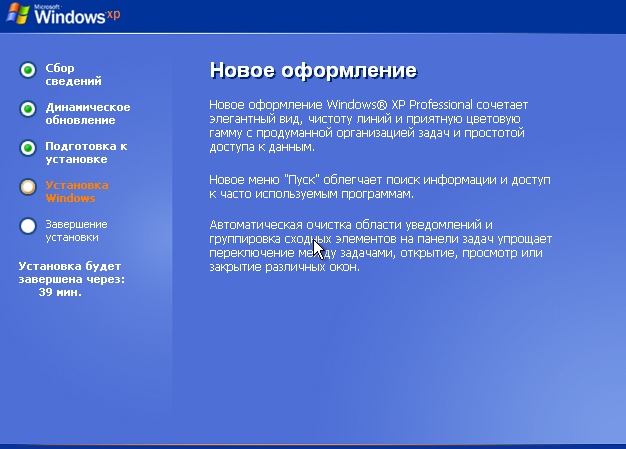 Microsoft
Windows xp
Сбор
сведений
Динамическое
обновление
Подготовка к
установке
Установка
Windows
Завершение
установки
Установка будет
завершена через:
39 мин.
Новое оформление
Новое оформление Windows® XP Professional сочетает
элегантный вид, чистоту линий и приятную цветовую
гамму с продуманной организацией задач и простотой
доступа к данным.
Новое меню "Пуск" облегчает поиск информации и доступ
к часто используемым программам.
Автоматическая очистка области уведомлений и
группировка сходных элементов на панели задач упрощает
переключение между задачами, открытие, просмотр или
закрытие различных окон.